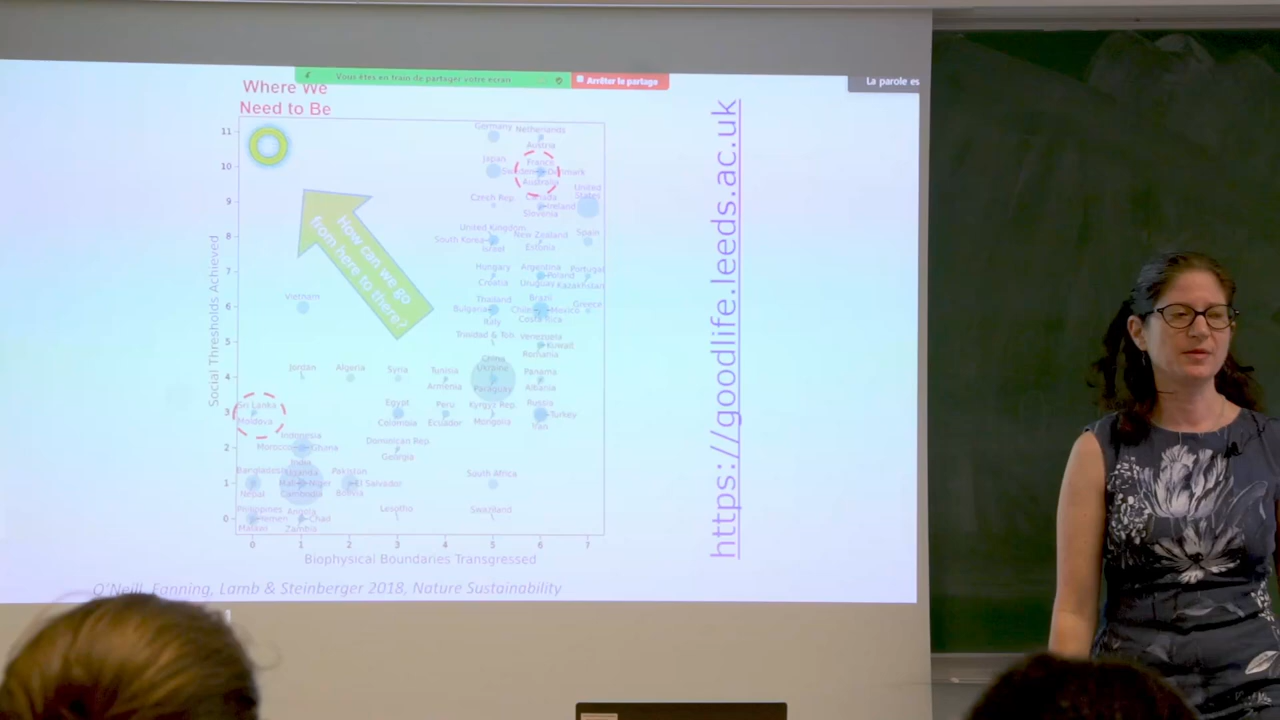 Vous êtes en train de partager votre écran
Arrêter le partage
La parole es
Where We
Need to Be
How can we go
from here to there?
Social Thresholds Achieved
11
10
9
8
7
6
5
4
3
2
1
0
Germany
Netherlands
Austria
Japan
France
Sweden
Denmark
Australia
United
States
Czech Rep.
Canada
Ireland
Slovenia
United Kingdom
South Korea
Israel
New Zealand
Estonia
Spain
Hungary
Croatia
Argentina
Poland
Uruguay
Portugal
Kazakhstan
Vietnam
Thailand
Bulgaria
Italy
Brazil
Chile
Mexico
Costa Rica
Greece
Trinidad & Tob.
Venezuela
Kuwait
Romania
Jordan
Algeria
Syria
Tunisia
Armenia
China
Ukraine
Paraguay
Panama
Albania
Sri Lanka
Moldova
Egypt
Colombia
Peru
Ecuador
Kyrgyz Rep.
Mongolia
Russia
Turkey
Iran
Indonesia
Morocco
Ghana
Dominican Rep.
Georgia
India
Mali
Niger
Cambodia
Bangladesh
Nepal
Pakistan
El Salvador
Bolivia
South Africa
Philippines
Yemen
Malawi
Angola
Chad
Zambia
Lesotho
Swaziland
0 1 2 3 4 5 6 7
Biophysical Boundaries Transgressed
O'Neill, Fanning, Lamb & Steinberger 2018, Nature Sustainability
https://goodlife.leeds.ac.uk